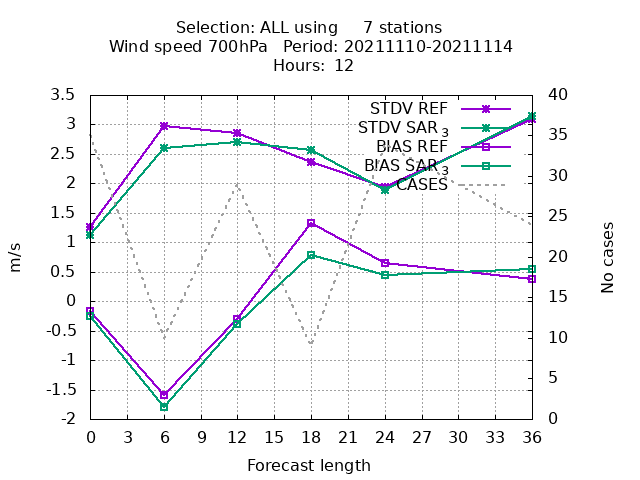 Selection: ALL using 7 stations
Wind speed 700hPa Period: 20211110-20211114
Hours: 12
3.5
3
2.5
2
1.5
1
0.5
0
-0.5
-1
-1.5
-2
m/s
40
35
30
25
20
15
10
5
0
No cases
STDV REF
STDV SAR3
BIAS REF
BIAS SAR3
CASES
0 3 6 9 12 15 18 21 24 27 30 33 36
Forecast length